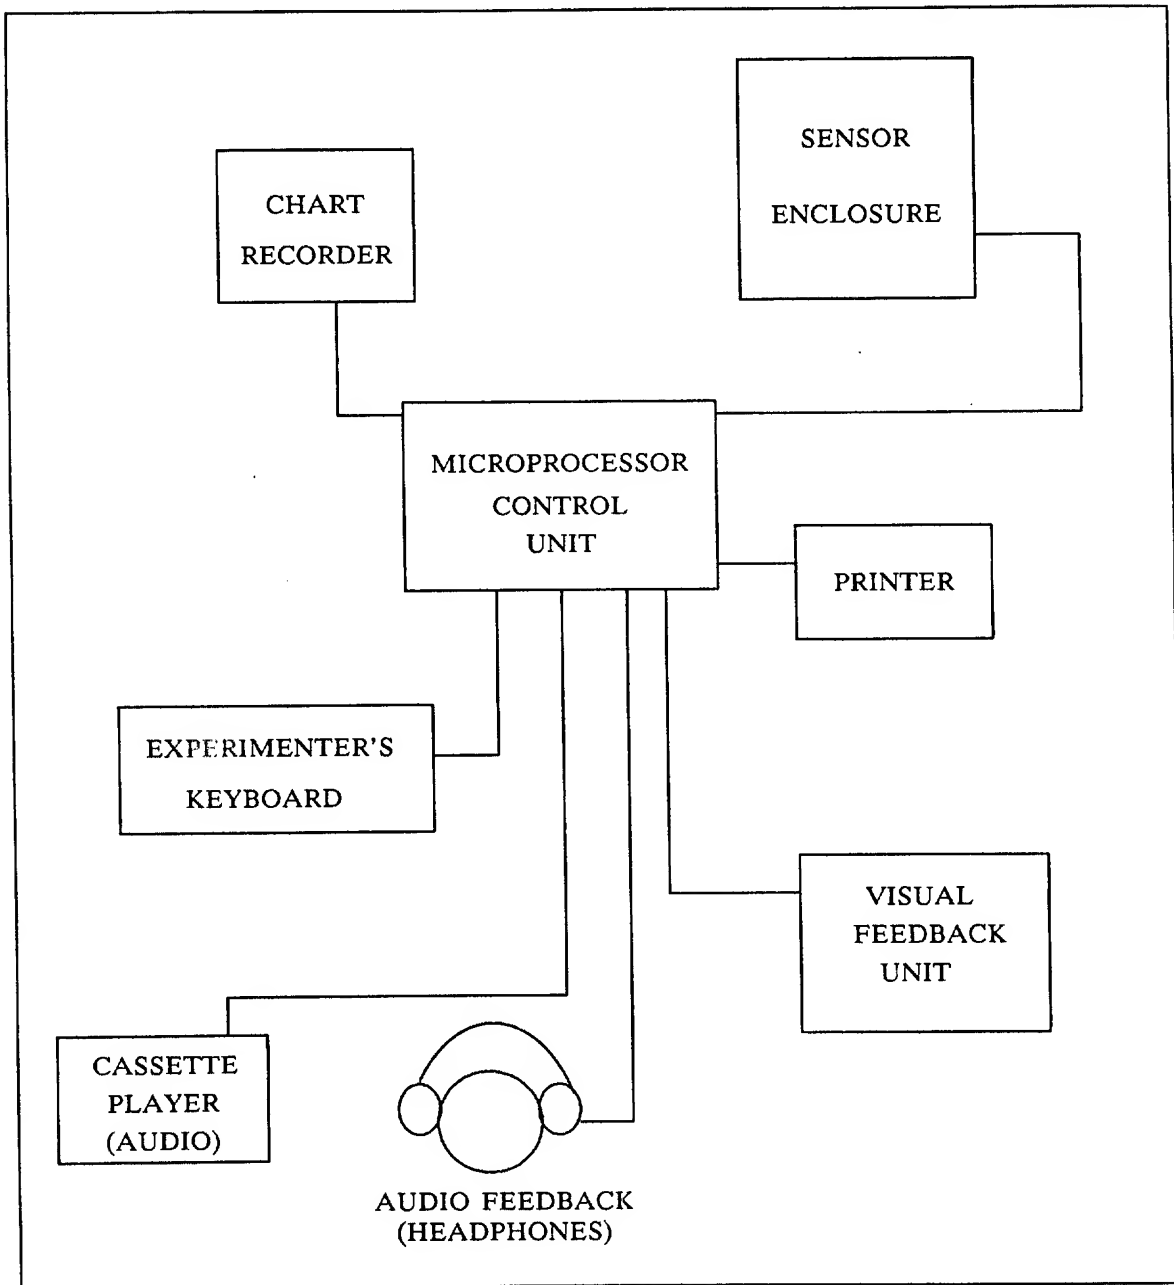 SENSOR
ENCLOSURE
CHART
RECORDER
MICROPROCESSOR
CONTROL
UNIT
PRINTER
EXPERIMENTER'S
KEYBOARD
VISUAL
FEEDBACK
UNIT
CASSETTE
PLAYER
(AUDIO)
AUDIO FEEDBACK
(HEADPHONES)